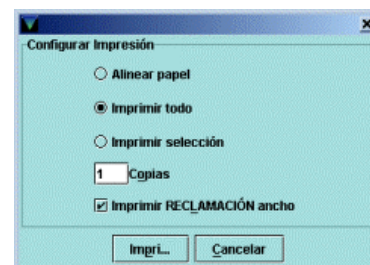 Configurar Impresión
Alinear papel
Imprimir todo
Imprimir selección
1 Copias
Imprimir RECLAMACIÓN ancho
Impri... Cancelar